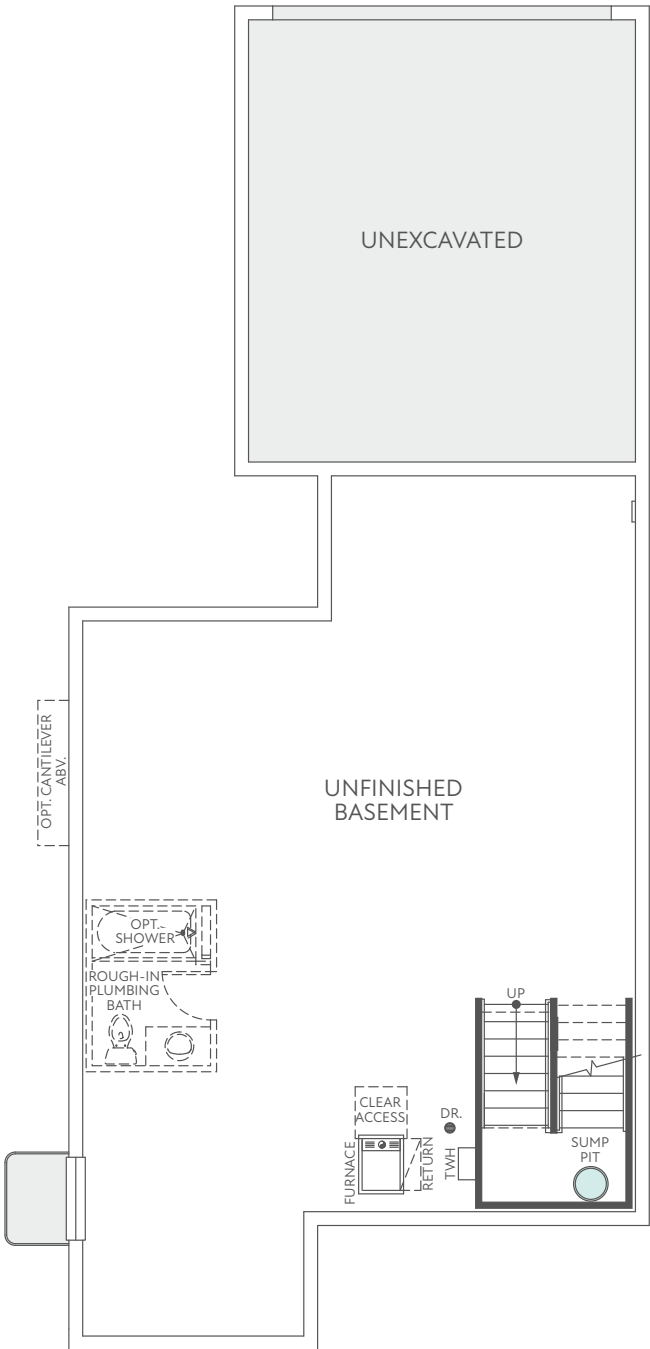 UNEXCAVATED
OPT. CANTILEVER
ABV.
UNFINISHED
BASEMENT
OPT.
SHOWER
ROUGH-IN
PLUMBING
BATH
UP
CLEAR
ACCESS
DR.
FURNACE
RETURN
TWH
SUMP
PIT